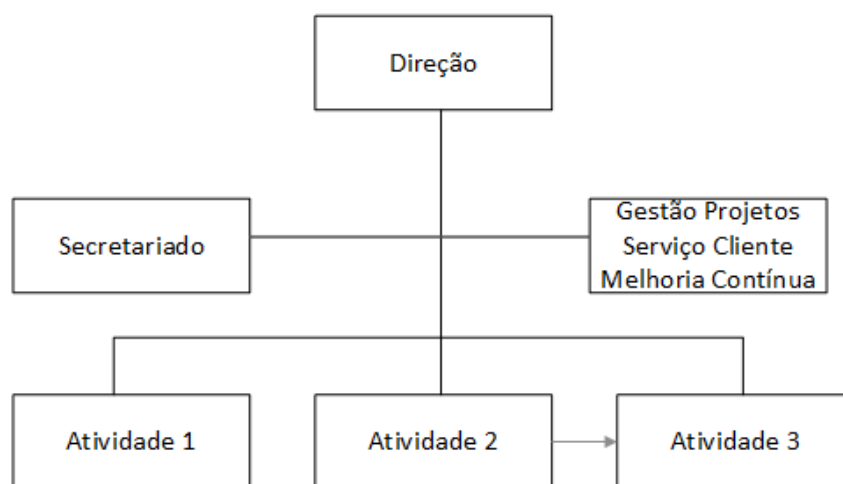 Direção
Secretariado
Gestão Projetos
Serviço Cliente
Melhoria Contínua
Atividade 1
Atividade 2
Atividade 3